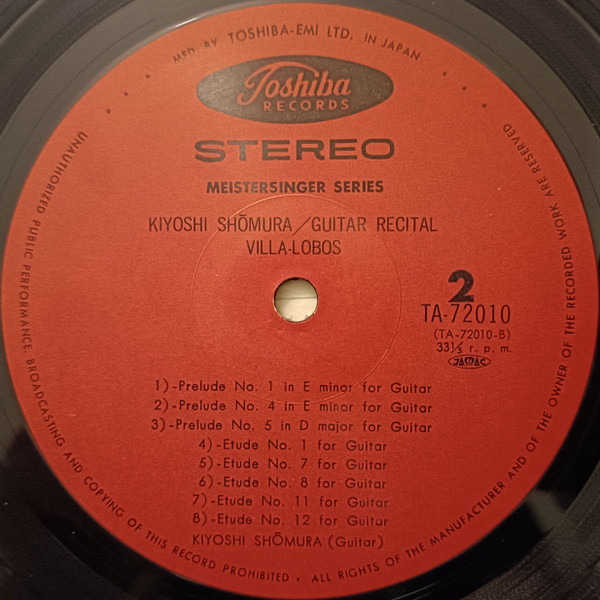 MFD. BY TOSHIBA-EMI LTD. IN JAPAN
Toshiba
RECORDS
STEREO
MEISTERSINGER SERIES
KIYOSHI SHŌMURA/GUITAR RECITAL
VILLA-LOBOS
2
TA-72010
(TA-72010-B)
33⅓ r. p. m.
JASRAC
1)-Prelude No. 1 in E minor for Guitar
2)-Prelude No. 4 in E minor for Guitar
3)-Prelude No. 5 in D major for Guitar
4)-Etude No. 1 for Guitar
5)-Etude No. 7 for Guitar
6)-Etude No. 8 for Guitar
7)-Etude No. 11 for Guitar
8)-Etude No. 12 for Guitar
KIYOSHI SHŌMURA (Guitar)
UNAUTHORIZED PUBLIC PERFORMANCE, BROADCASTING AND COPYING OF THIS RECORD PROHIBITED • ALL RIGHTS OF THE MANUFACTURER AND OF THE OWNER OF THE RECORDED WORK ARE RESERVED